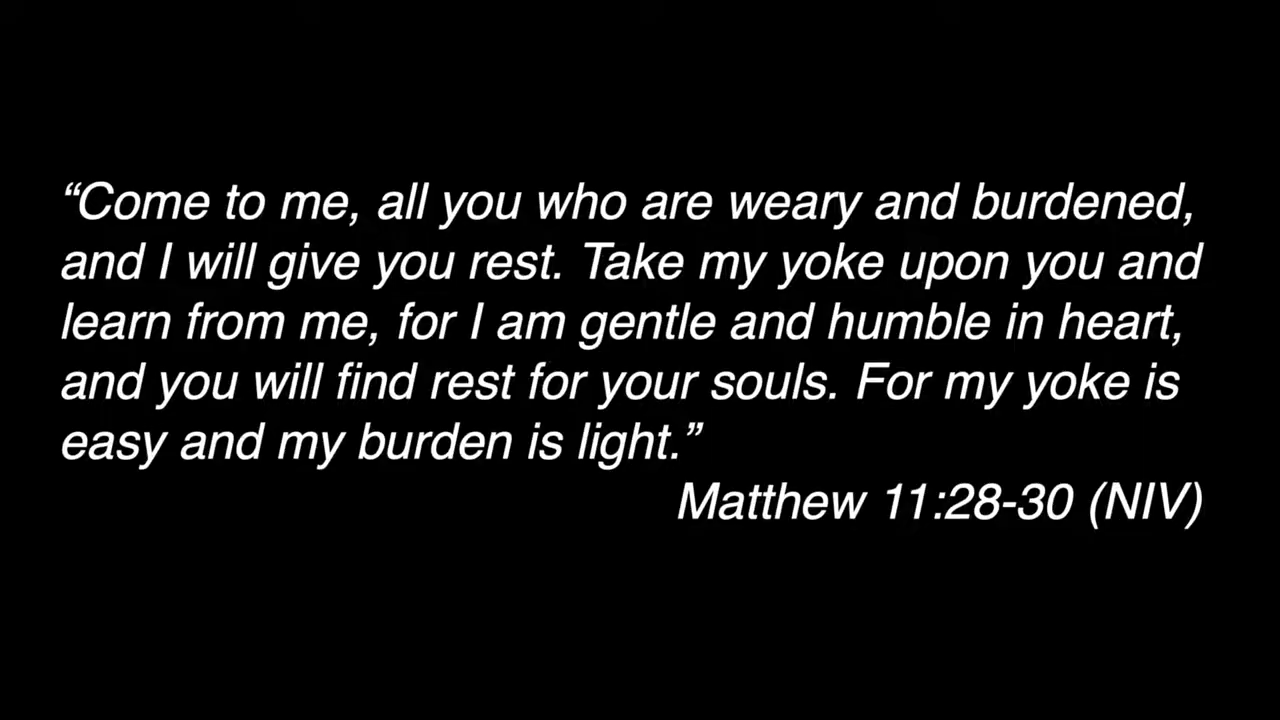 “Come to me, all you who are weary and burdened,
and I will give you rest. Take my yoke upon you and
learn from me, for I am gentle and humble in heart,
and you will find rest for your souls. For my yoke is
easy and my burden is light.”
Matthew 11:28-30 (NIV)